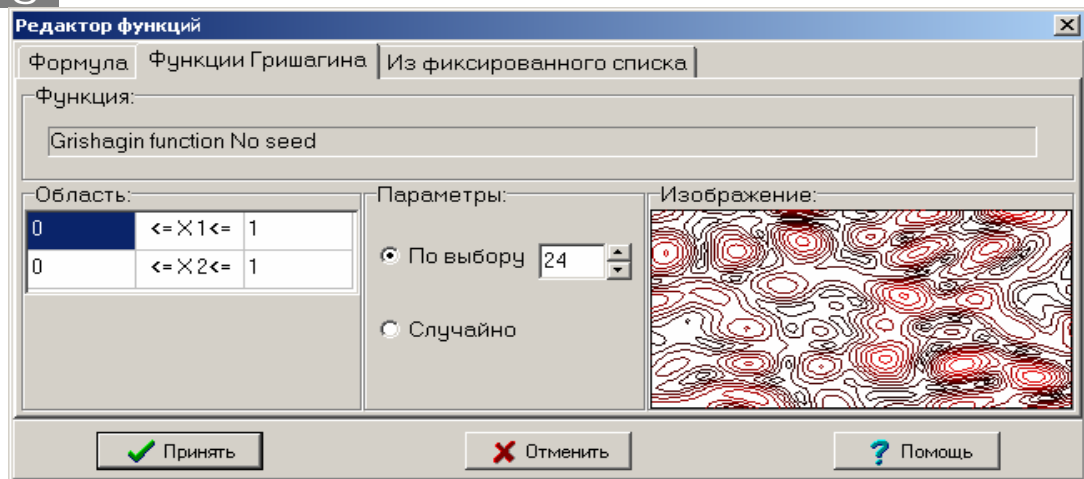 Редактор функций
Формула Функции Гришагина Из фиксированного списка
Функция:
Grishagin function No seed
Область: Параметры: Изображение:
0 <=X1<= 1
0 <=X2<= 1
По выбору 24
Случайно
Принять Отменить Помощь